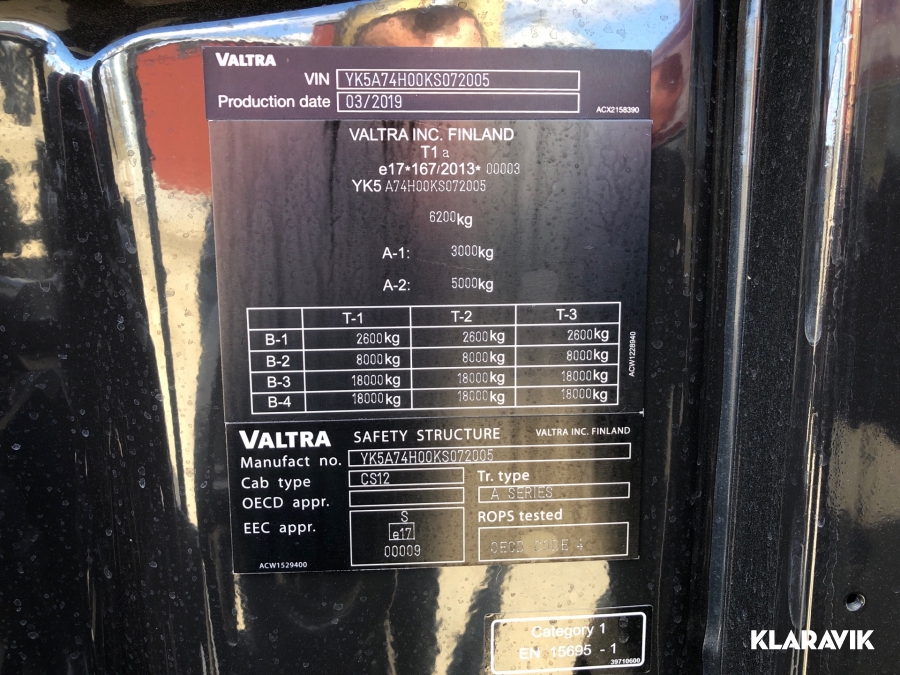 VALTRA
VIN YK5A74H00KS072005
Production date 03/2019
ACX2158390
VALTRA INC. FINLAND
T1 a
e17*167/2013* 00003
YK5 A74H00KS072005
6200kg
A-1: 3000kg
A-2: 5000kg
T-1 T-2 T-3
B-1 2600kg 2600kg 2600kg
B-2 8000kg 8000kg 8000kg
B-3 18000kg 18000kg 18000kg
B-4 18000kg 18000kg 18000kg
ACW1228940
VALTRA SAFETY STRUCTURE VALTRA INC. FINLAND
Manufact no. YK5A74H00KS072005
Cab type CS12 Tr. type
OECD appr. A SERIES
EEC appr. S ROPS tested
e17
00009 OECD CODE 4
ACW1529400
Category 1
EN 15695 - 1
39710600
KLARAVIK